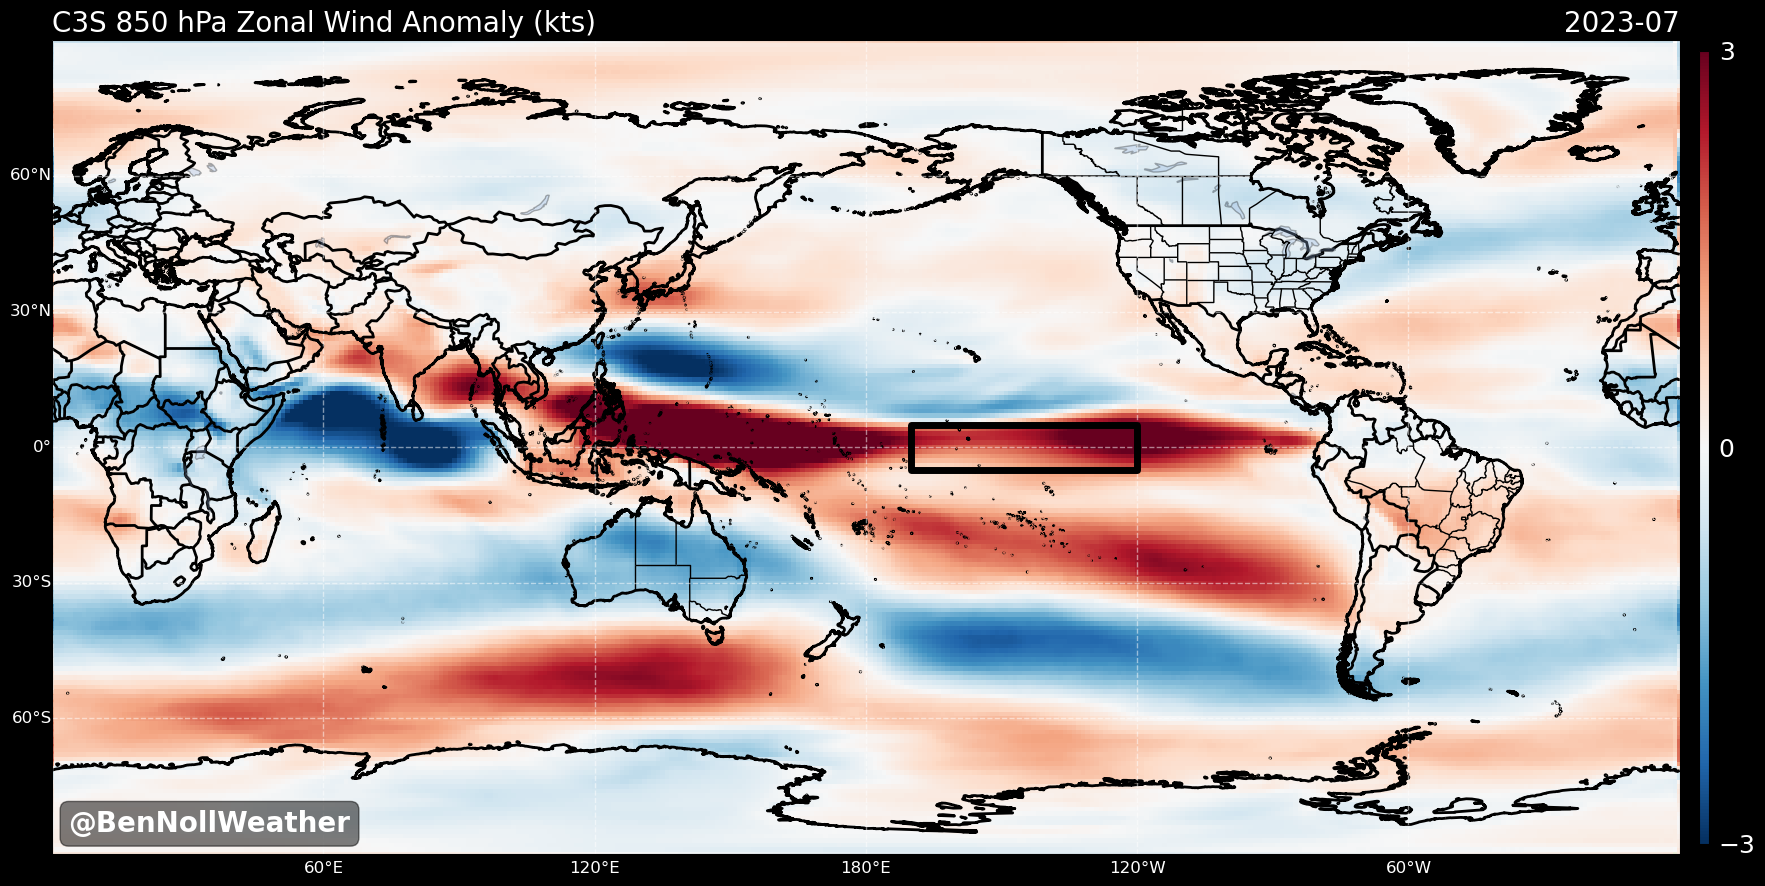 C3S 850 hPa Zonal Wind Anomaly (kts)
2023-07
3
60°N
30°N
0°
0
30°S
60°S
@BenNollWeather
−3
60°E
120°E
180°E
120°W
60°W